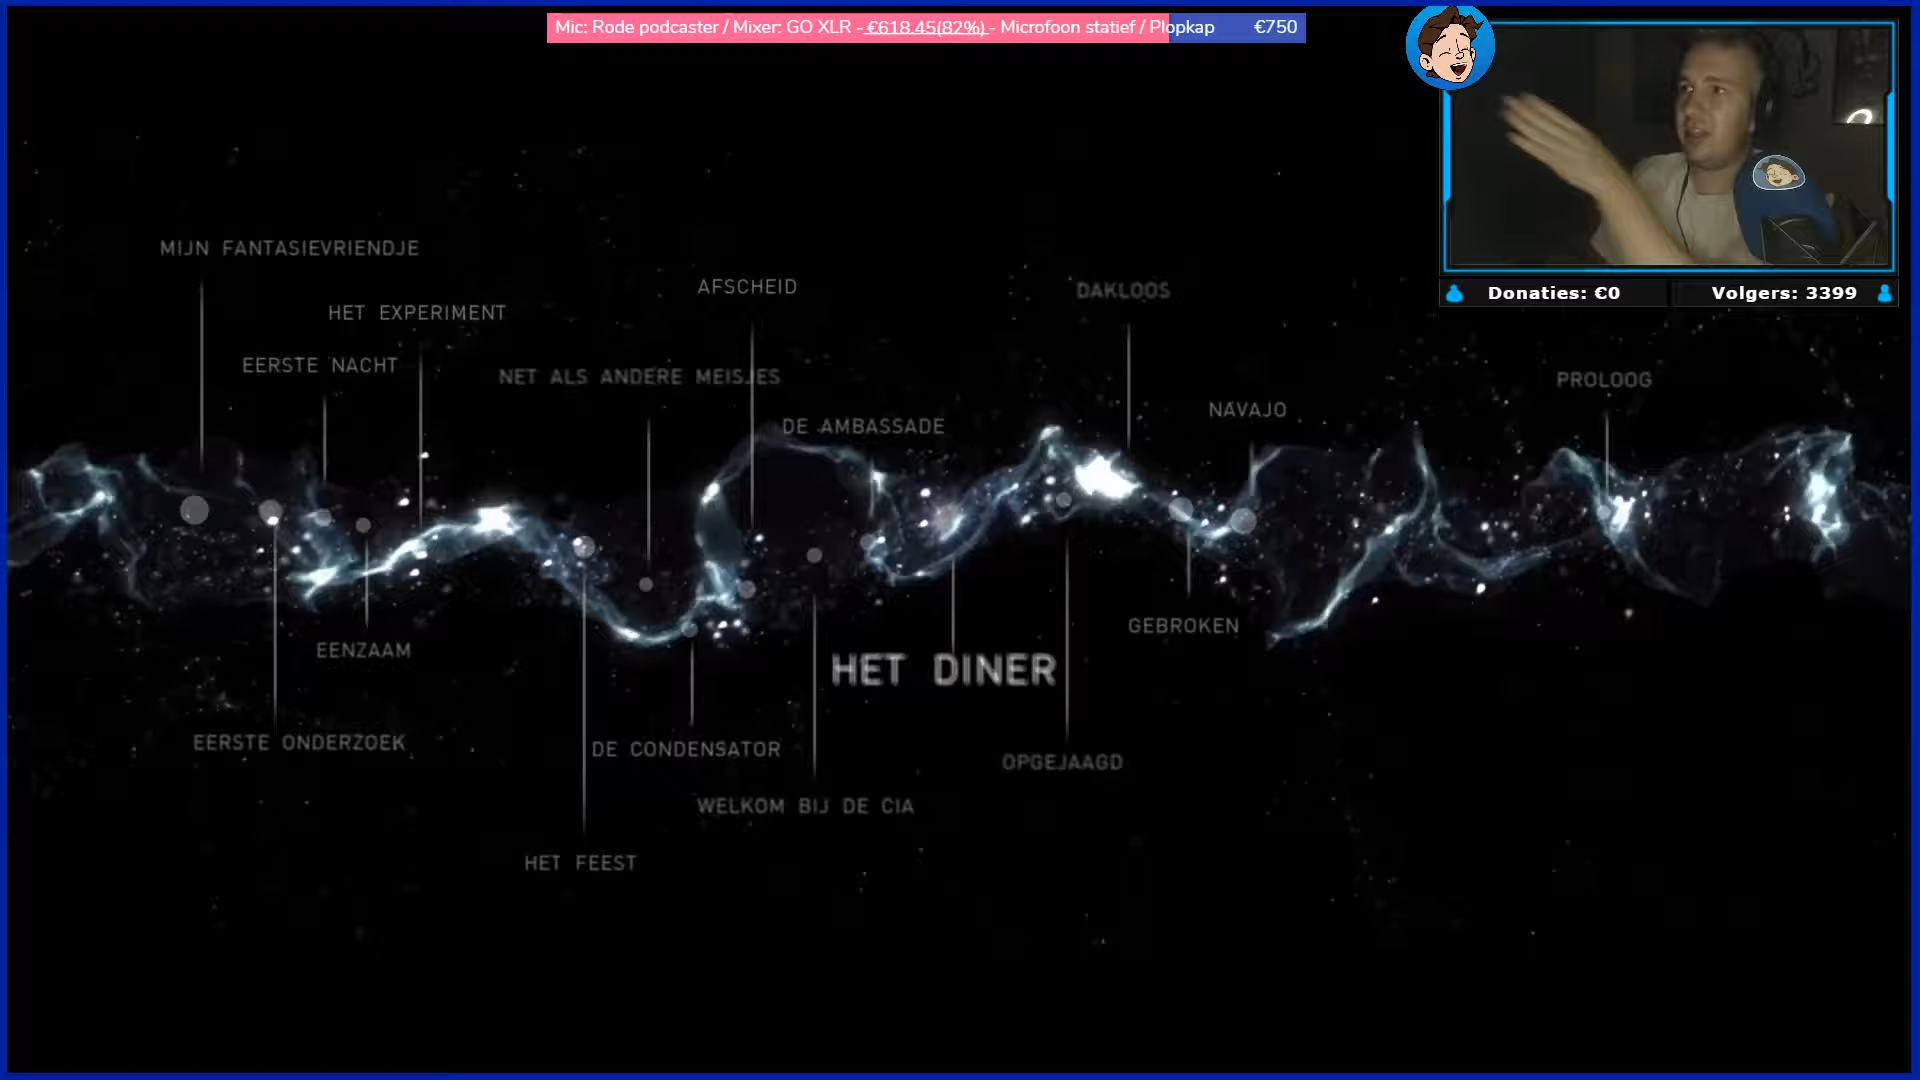 Mic: Rode podcaster / Mixer: GO XLR - €618.45(82%) - Microfoon statief / Plopkap €750
Donaties: €0
Volgers: 3399
MIJN FANTASIEVRIENDJE
AFSCHEID
DAKLOOS
HET EXPERIMENT
EERSTE NACHT
NET ALS ANDERE MEISJES
PROLOOG
NAVAJO
DE AMBASSADE
GEBROKEN
EENZAAM
HET DINER
EERSTE ONDERZOEK
DE CONDENSATOR
OPGEJAAGD
WELKOM BIJ DE CIA
HET FEEST